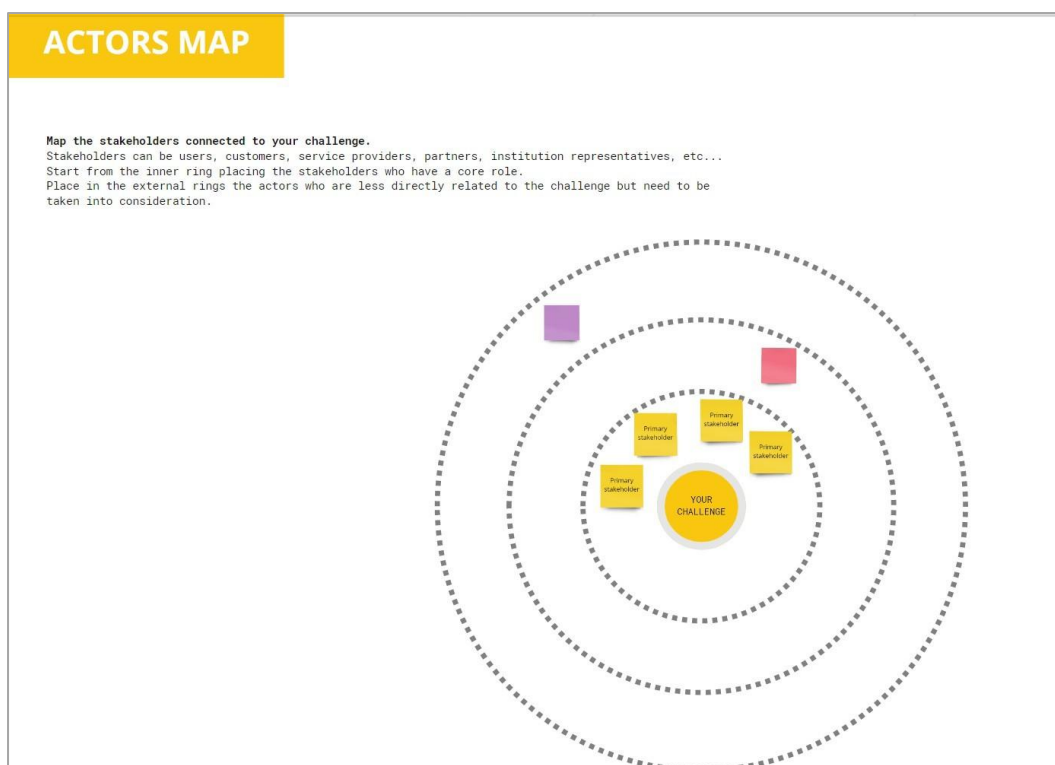 ACTORS MAP
Map the stakeholders connected to your challenge.
Stakeholders can be users, customers, service providers, partners, institution representatives, etc...
Start from the inner ring placing the stakeholders who have a core role.
Place in the external rings the actors who are less directly related to the challenge but need to be
taken into consideration.
Primary
stakeholder
Primary
stakeholder
Primary
stakeholder
Primary
stakeholder
YOUR
CHALLENGE